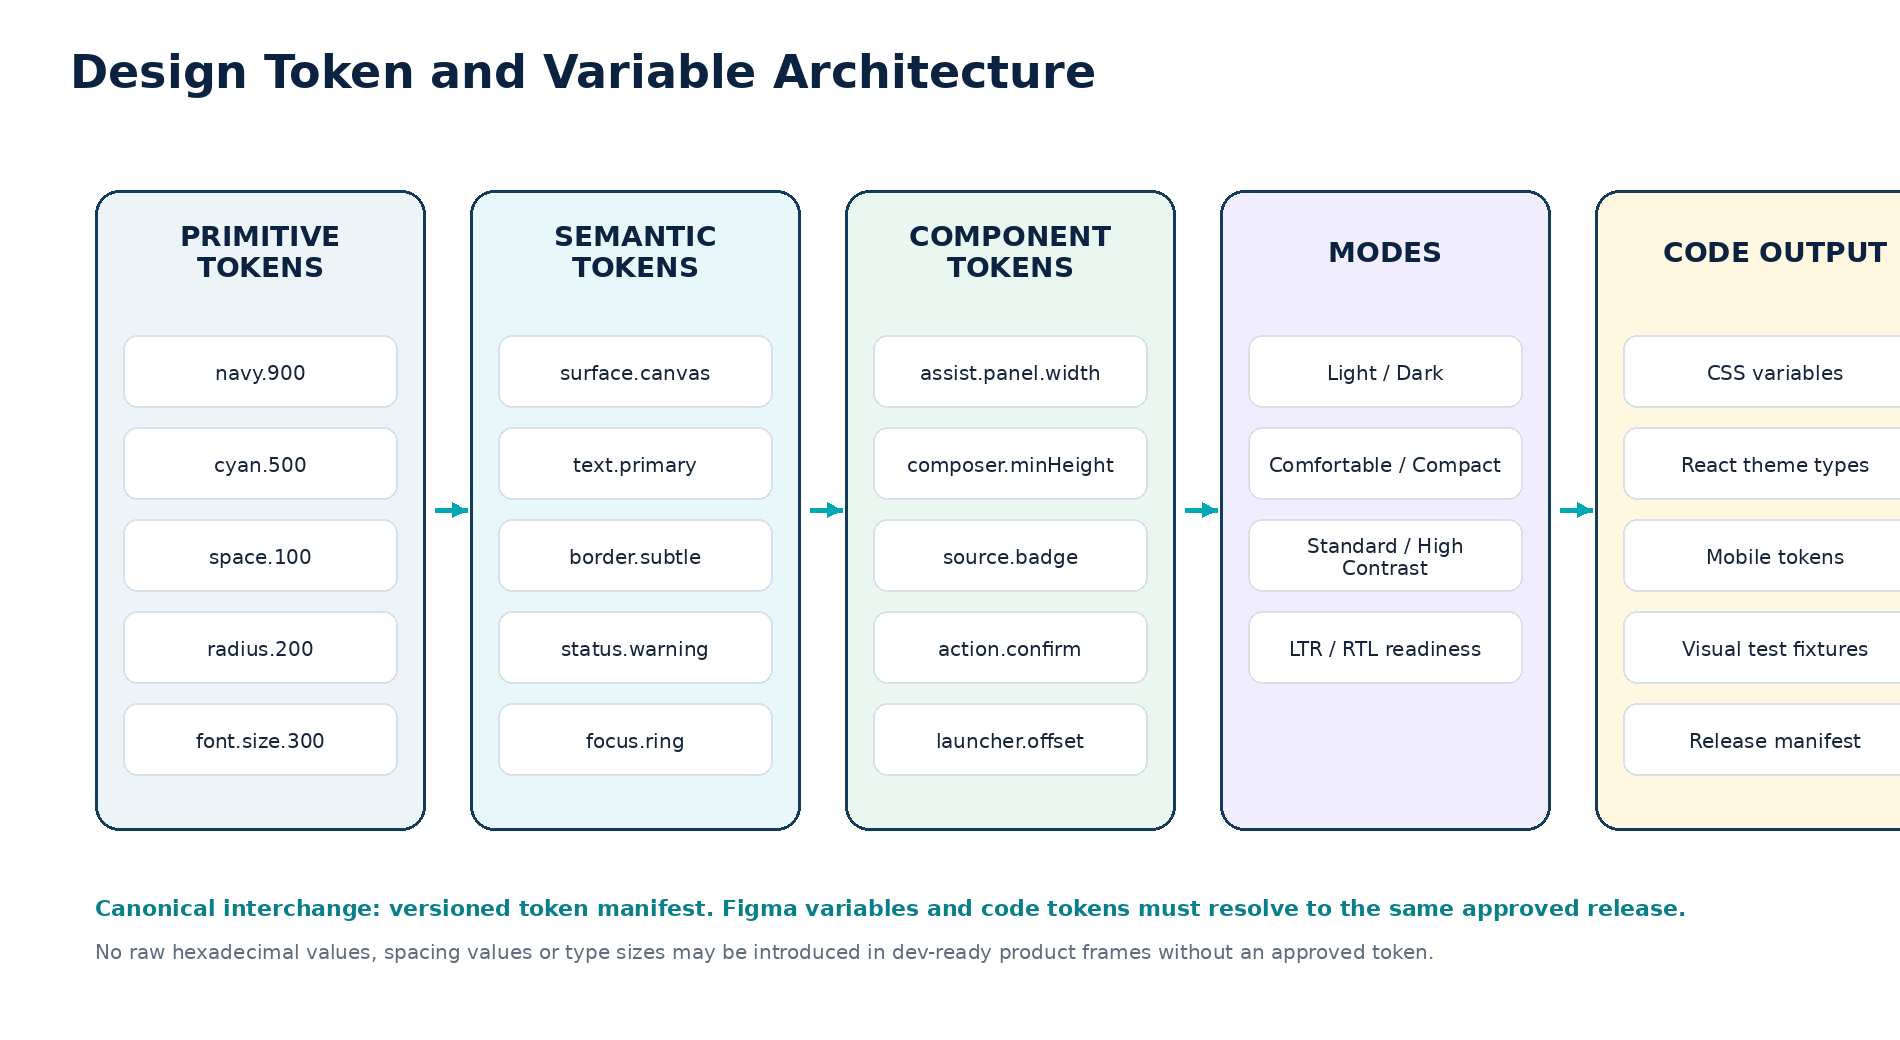 Design Token and Variable Architecture
PRIMITIVE
TOKENS
navy.900
cyan.500
space.100
radius.200
font.size.300
SEMANTIC
TOKENS
surface.canvas
text.primary
border.subtle
status.warning
focus.ring
COMPONENT
TOKENS
assist.panel.width
composer.minHeight
source.badge
action.confirm
launcher.offset
MODES
Light / Dark
Comfortable / Compact
Standard / High
Contrast
LTR / RTL readiness
CODE OUTPUT
CSS variables
React theme types
Mobile tokens
Visual test fixtures
Release manifest
Canonical interchange: versioned token manifest. Figma variables and code tokens must resolve to the same approved release.
No raw hexadecimal values, spacing values or type sizes may be introduced in dev-ready product frames without an approved token.